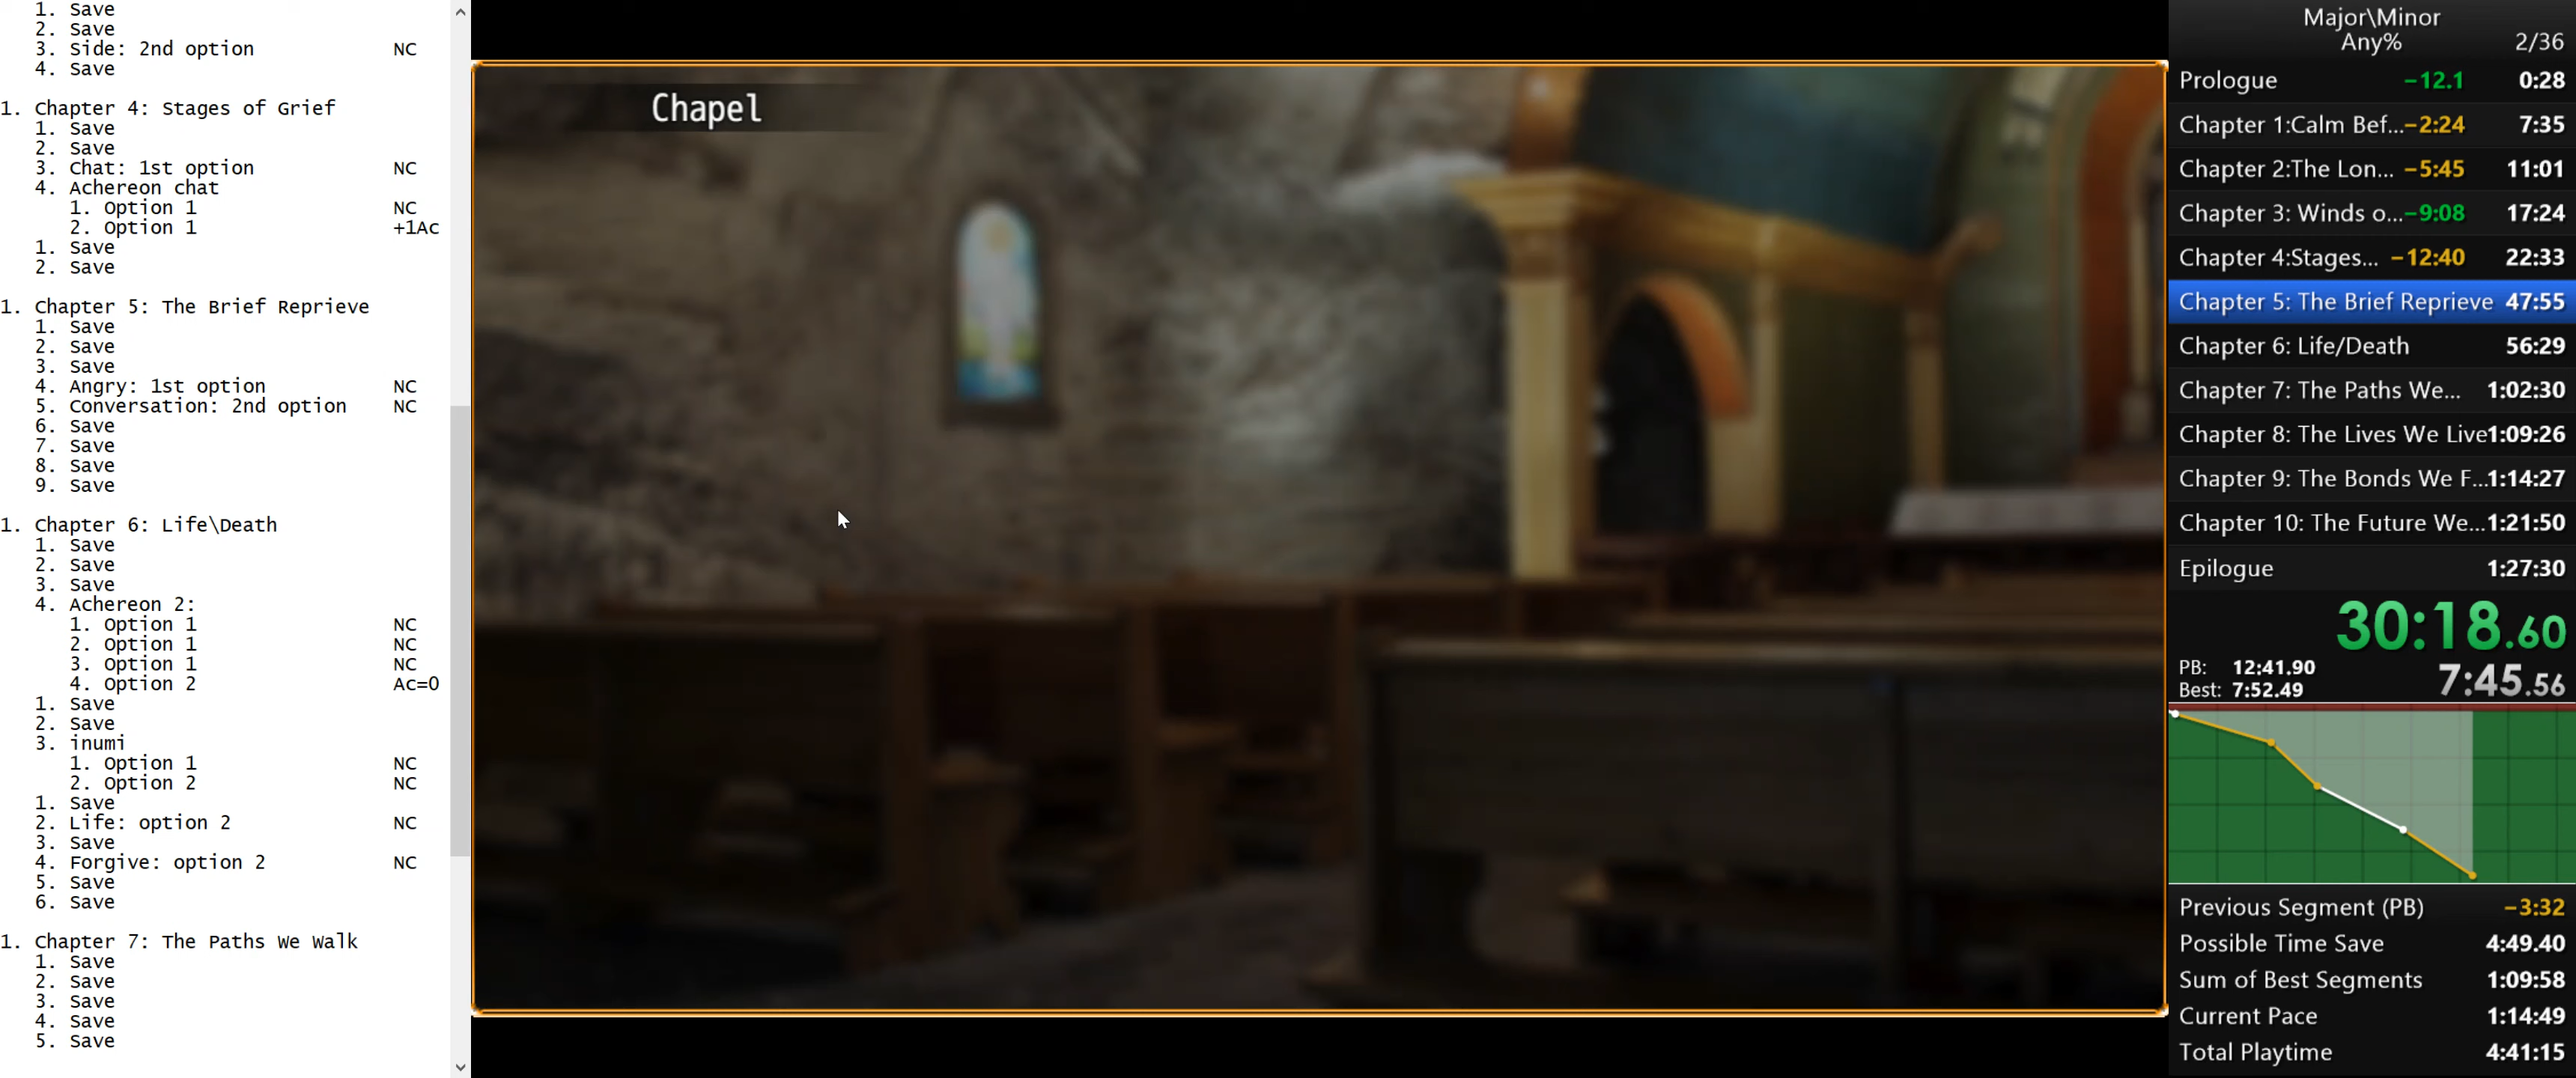 1. Save
2. Save
3. Side: 2nd option NC
4. Save
1. Chapter 4: Stages of Grief
1. Save
2. Save
3. Chat: 1st option NC
4. Achereon chat
1. Option 1 NC
2. Option 1 +1Ac
1. Save
2. Save
1. Chapter 5: The Brief Reprieve
1. Save
2. Save
3. Save
4. Angry: 1st option NC
5. Conversation: 2nd option NC
6. Save
7. Save
8. Save
9. Save
1. Chapter 6: Life\Death
1. Save
2. Save
3. Save
4. Achereon 2:
1. Option 1 NC
2. Option 1 NC
3. Option 1 NC
4. Option 2 Ac=0
1. Save
2. Save
3. inumi
1. Option 1 NC
2. Option 2 NC
1. Save
2. Life: option 2 NC
3. Save
4. Forgive: option 2 NC
5. Save
6. Save
1. Chapter 7: The Paths We Walk
1. Save
2. Save
3. Save
4. Save
5. Save
Chapel
Major\Minor
Any% 2/36
Prologue −12.1 0:28
Chapter 1:Calm Bef... −2:24 7:35
Chapter 2:The Lon... −5:45 11:01
Chapter 3: Winds o... −9:08 17:24
Chapter 4:Stages... −12:40 22:33
Chapter 5: The Brief Reprieve 47:55
Chapter 6: Life/Death 56:29
Chapter 7: The Paths We... 1:02:30
Chapter 8: The Lives We Live 1:09:26
Chapter 9: The Bonds We F... 1:14:27
Chapter 10: The Future We... 1:21:50
Epilogue 1:27:30
30:18.60
PB: 12:41.90
Best: 7:52.49
7:45.56
Previous Segment (PB) −3:32
Possible Time Save 4:49.40
Sum of Best Segments 1:09:58
Current Pace 1:14:49
Total Playtime 4:41:15